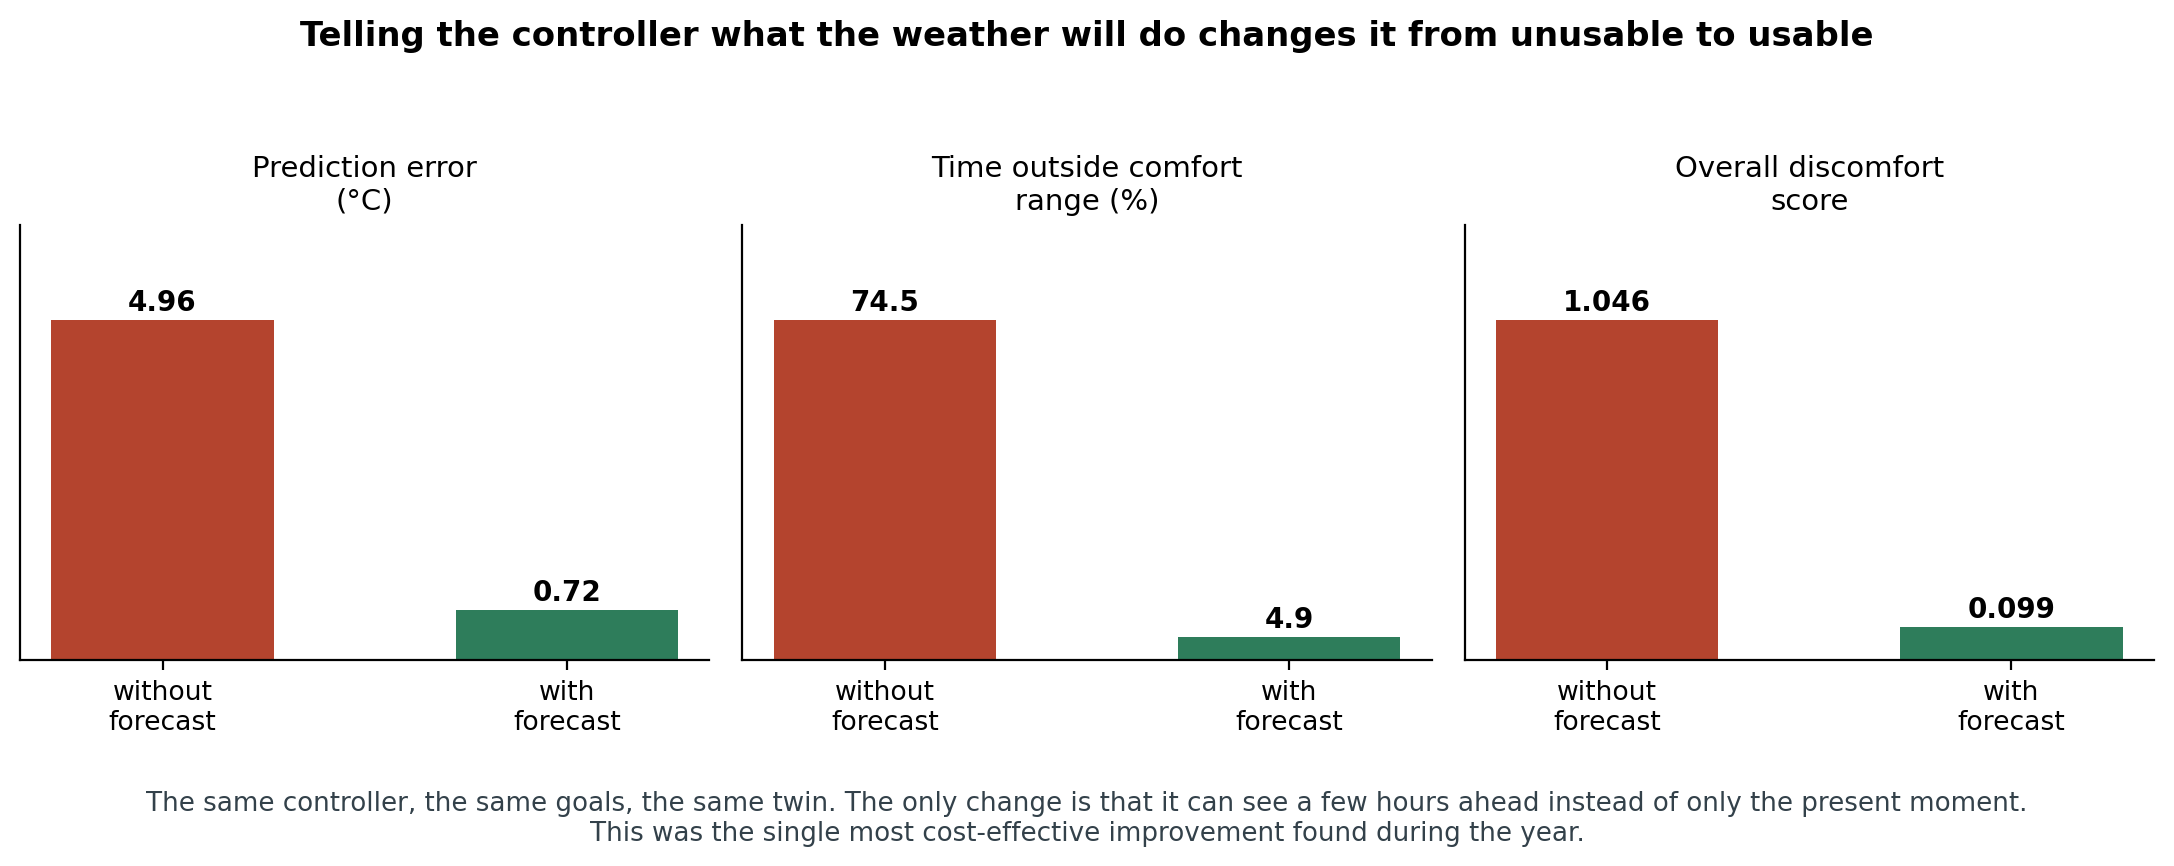 Telling the controller what the weather will do changes it from unusable to usable
Prediction error
(°C)
4.96
0.72
without
forecast
with
forecast
Time outside comfort
range (%)
74.5
4.9
without
forecast
with
forecast
Overall discomfort
score
1.046
0.099
without
forecast
with
forecast
The same controller, the same goals, the same twin. The only change is that it can see a few hours ahead instead of only the present moment.
This was the single most cost-effective improvement found during the year.